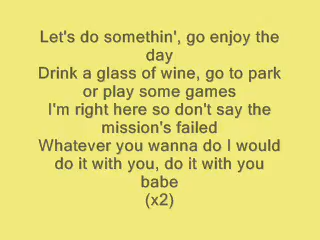 Let's do somethin', go enjoy the
day
Drink a glass of wine, go to park
or play some games
I'm right here so don't say the
mission's failed
Whatever you wanna do I would
do it with you, do it with you
babe
(x2)